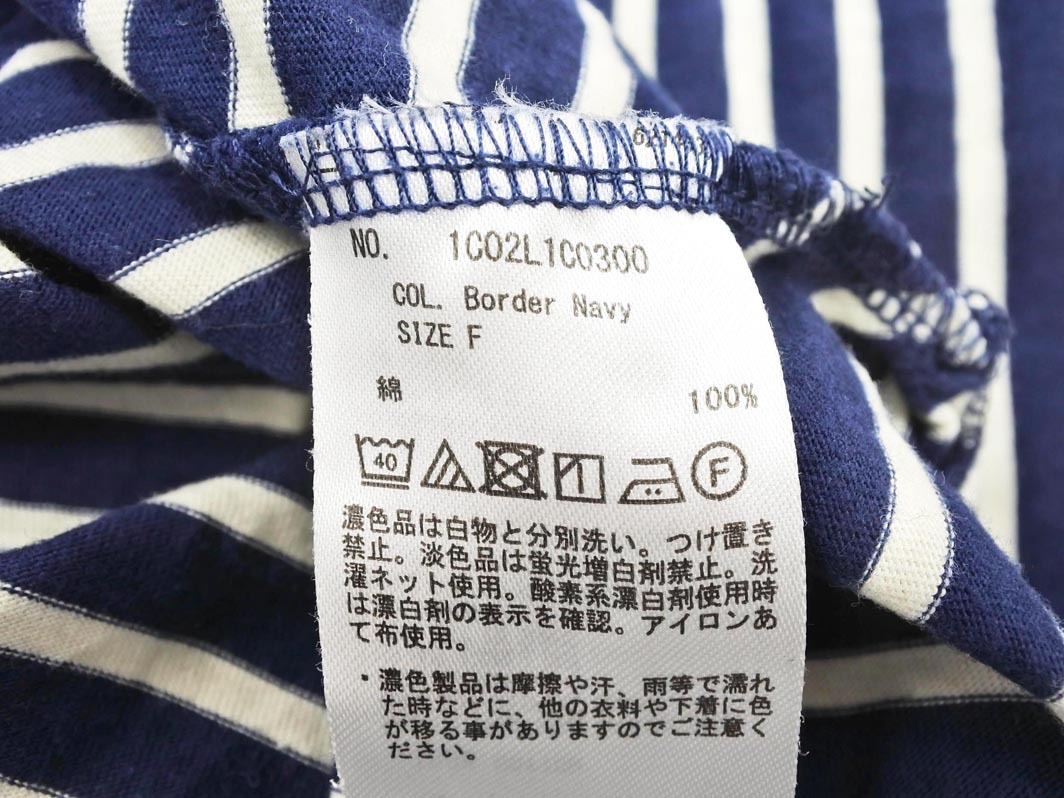 NO. 1C02L1C0300
COL. Border Navy
SIZE F
綿 100%
40 F
濃色品は白物と分別洗い。つけ置き
禁止。淡色品は蛍光増白剤禁止。洗
濯ネット使用。酸素系漂白剤使用時
は漂白剤の表示を確認。アイロンあ
て布使用。
・濃色製品は摩擦や汗、雨等で濡れ
た時などに、他の衣料や下着に色
が移る事がありますのでご注意く
ださい。